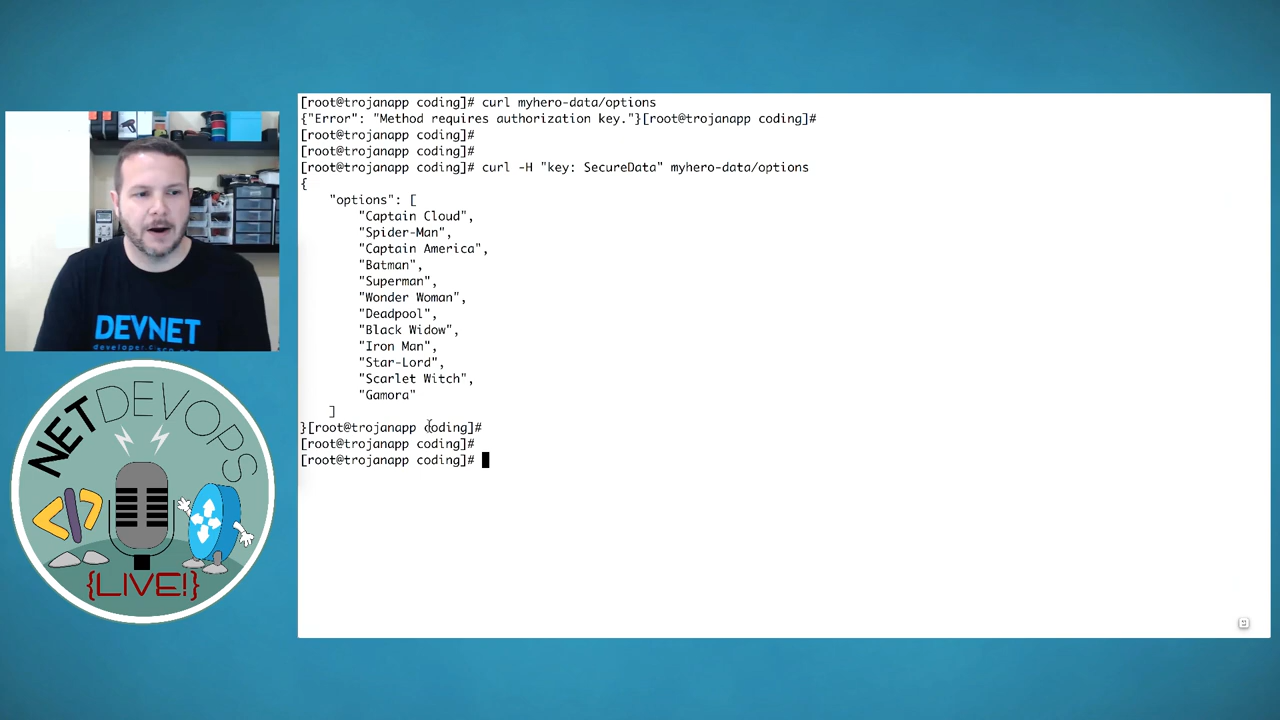 [root@trojanapp coding]# curl myhero-data/options
{"Error": "Method requires authorization key."}[root@trojanapp coding]#
[root@trojanapp coding]#
[root@trojanapp coding]#
[root@trojanapp coding]# curl -H "key: SecureData" myhero-data/options
{
    "options": [
        "Captain Cloud",
        "Spider-Man",
        "Captain America",
        "Batman",
        "Superman",
        "Wonder Woman",
        "Deadpool",
        "Black Widow",
        "Iron Man",
        "Star-Lord",
        "Scarlet Witch",
        "Gamora"
    ]
}[root@trojanapp coding]#
[root@trojanapp coding]#
[root@trojanapp coding]#
DEVNET
NETDEVOPS
</>
{LIVE!}